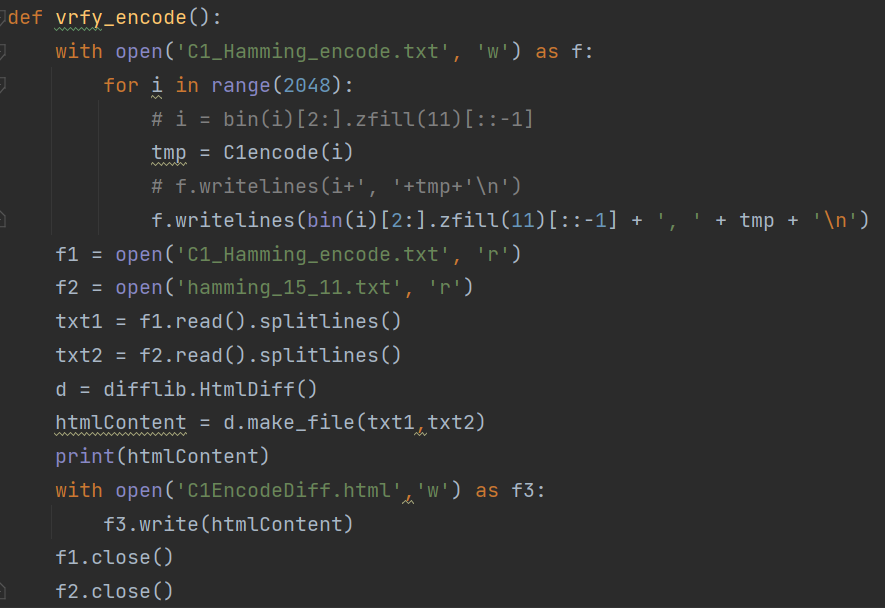 def vrfy_encode():
    with open('C1_Hamming_encode.txt', 'w') as f:
        for i in range(2048):
            # i = bin(i)[2:].zfill(11)[::-1]
            tmp = C1encode(i)
            # f.writelines(i+', '+tmp+'\n')
            f.writelines(bin(i)[2:].zfill(11)[::-1] + ', ' + tmp + '\n')
    f1 = open('C1_Hamming_encode.txt', 'r')
    f2 = open('hamming_15_11.txt', 'r')
    txt1 = f1.read().splitlines()
    txt2 = f2.read().splitlines()
    d = difflib.HtmlDiff()
    htmlContent = d.make_file(txt1,txt2)
    print(htmlContent)
    with open('C1EncodeDiff.html','w') as f3:
        f3.write(htmlContent)
    f1.close()
    f2.close()